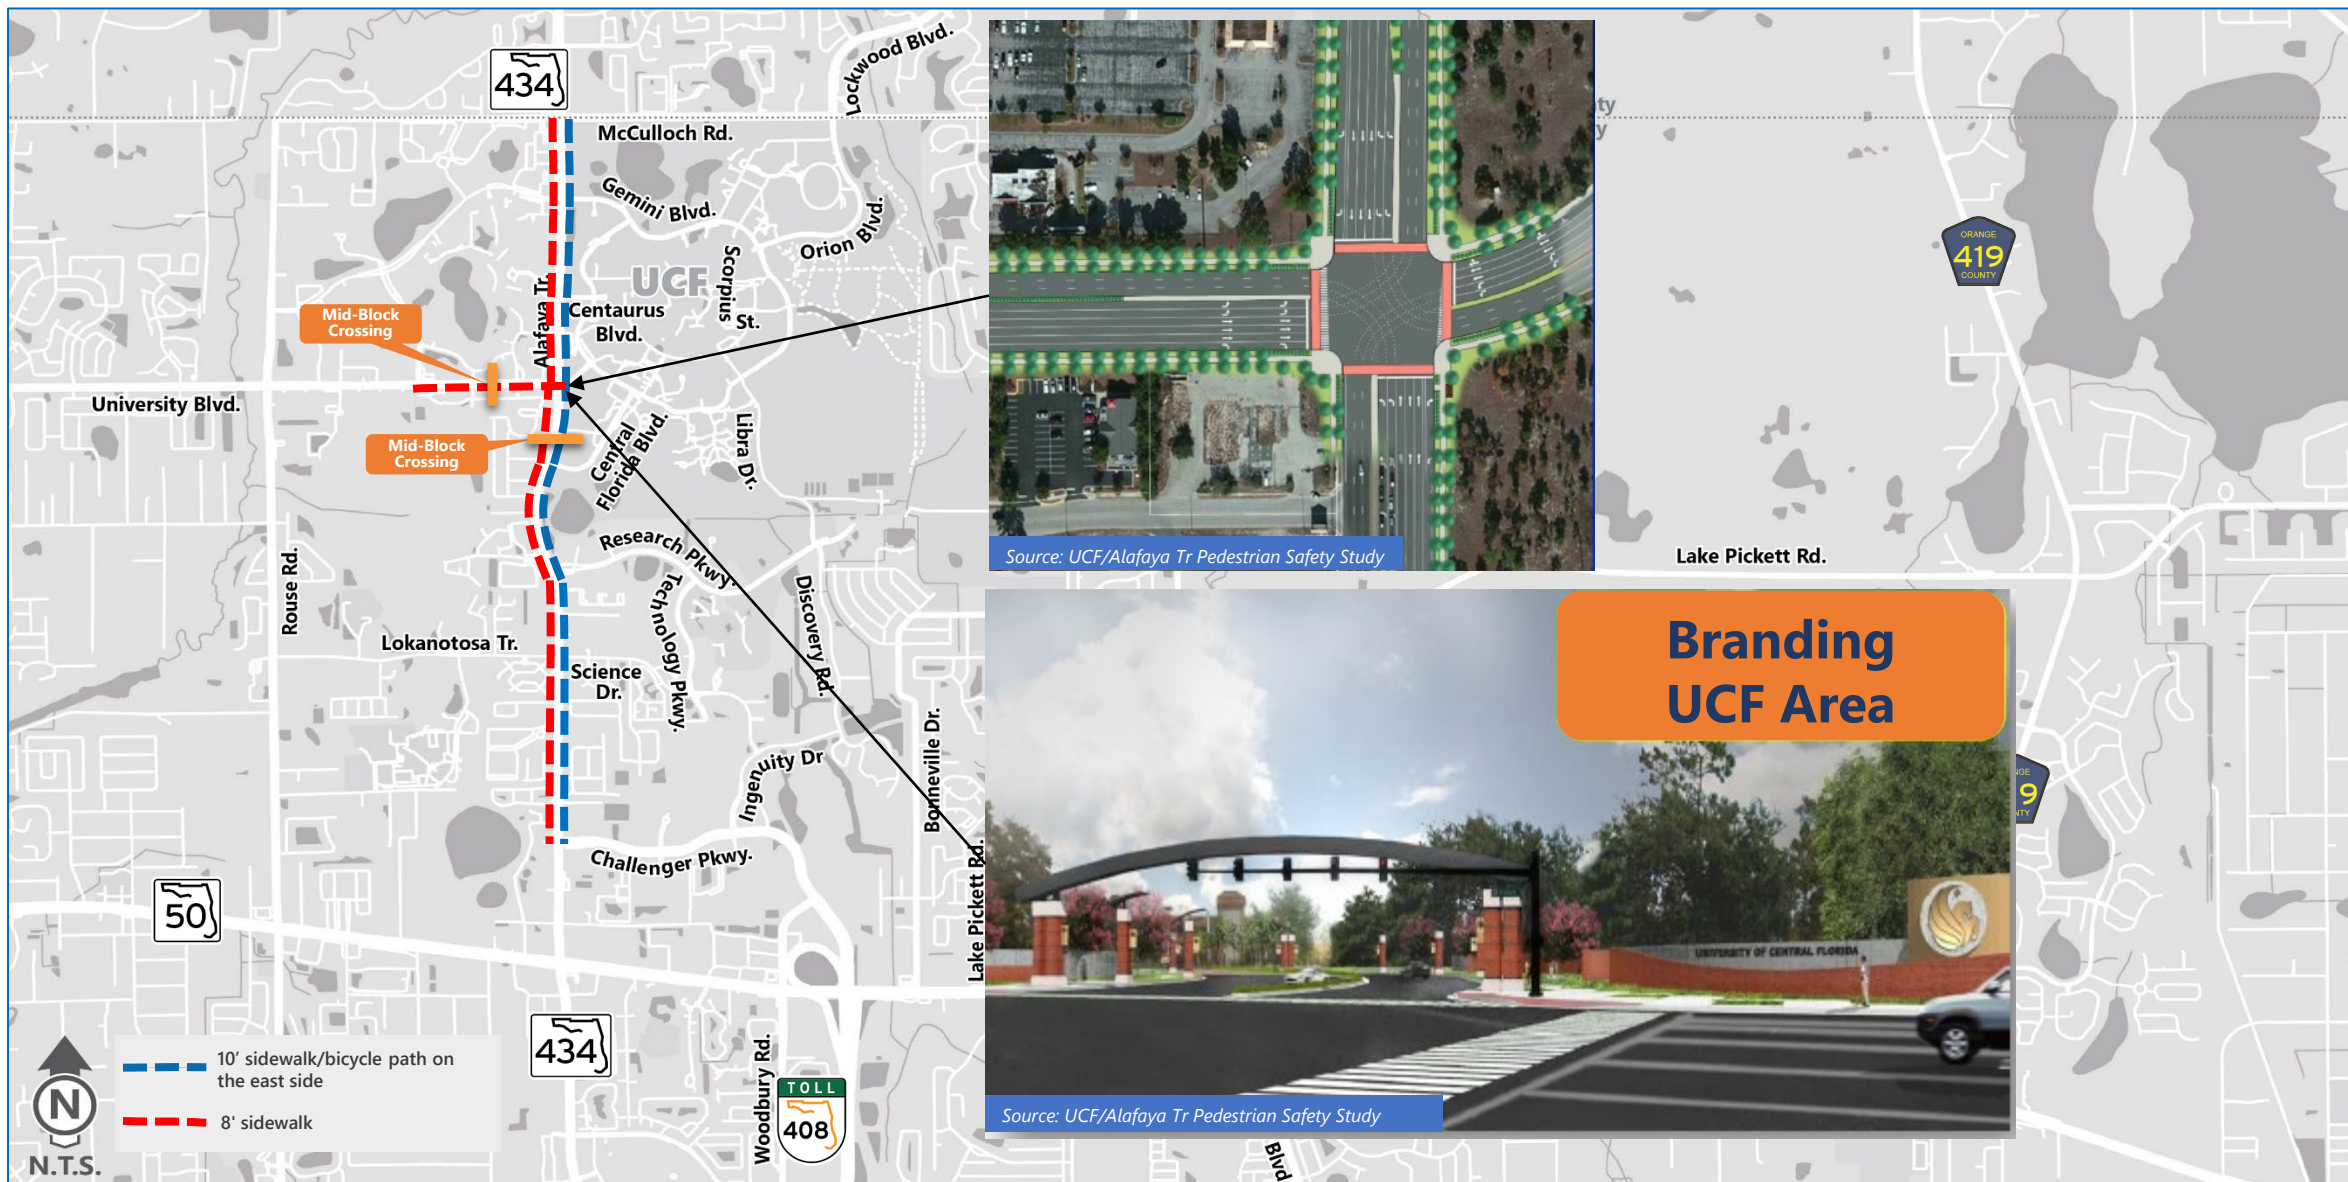 434
Lockwood Blvd.
McCulloch Rd.
Gemini Blvd.
Orion Blvd.
Scorpius
St.
UCF
Alafaya Tr.
Centaurus
Blvd.
Mid-Block
Crossing
University Blvd.
Mid-Block
Crossing
Central
Florida Blvd.
Libra Dr.
Research Pkwy.
Technology Pkwy.
Discovery Rd.
Rouse Rd.
Lokanotosa Tr.
Science
Dr.
Ingenuity Dr
Bonneville Dr.
Challenger Pkwy.
Lake Pickett Rd.
50
434
Woodbury Rd.
TOLL
408
N
N.T.S.
10' sidewalk/bicycle path on
the east side
8' sidewalk
Source: UCF/Alafaya Tr Pedestrian Safety Study
ty
y
ORANGE
419
COUNTY
Lake Pickett Rd.
Branding
UCF Area
NGE
9
NTY
UNIVERSITY OF CENTRAL FLORIDA
Source: UCF/Alafaya Tr Pedestrian Safety Study
Blvd